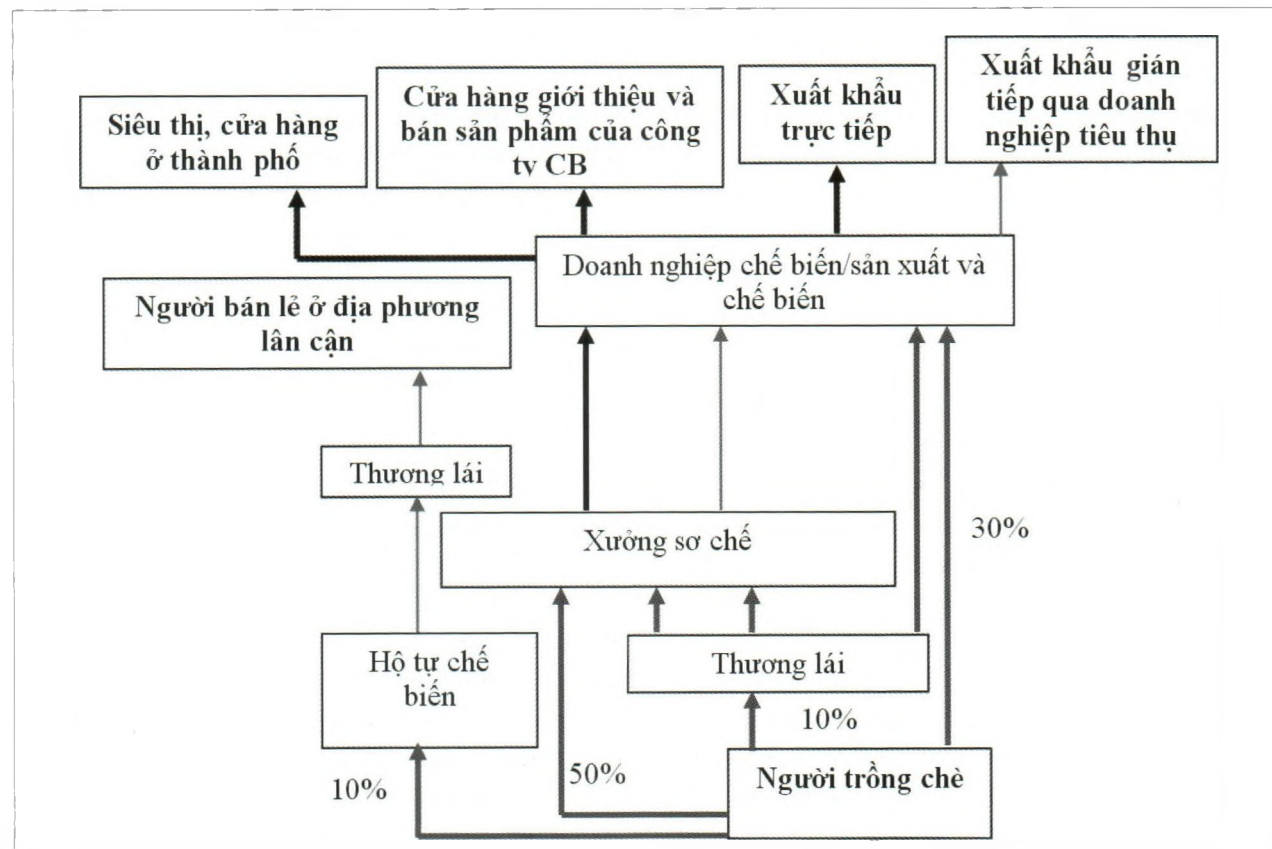 Siêu thị, cửa hàng
ở thành phố
Cửa hàng giới thiệu và
bán sản phẩm của công
ty CB
Xuất khẩu
trực tiếp
Xuất khẩu gián
tiếp qua doanh
nghiệp tiêu thụ
Doanh nghiệp chế biến/sản xuất và
chế biến
Người bán lẻ ở địa phương
lân cận
Thương lái
Xưởng sơ chế
30%
Hộ tự chế
biến
Thương lái
10%
Người trồng chè
50%
10%